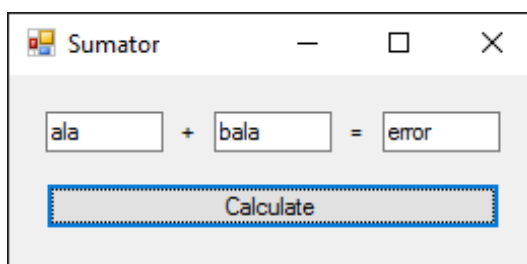 Sumator
ala + bala = error
Calculate